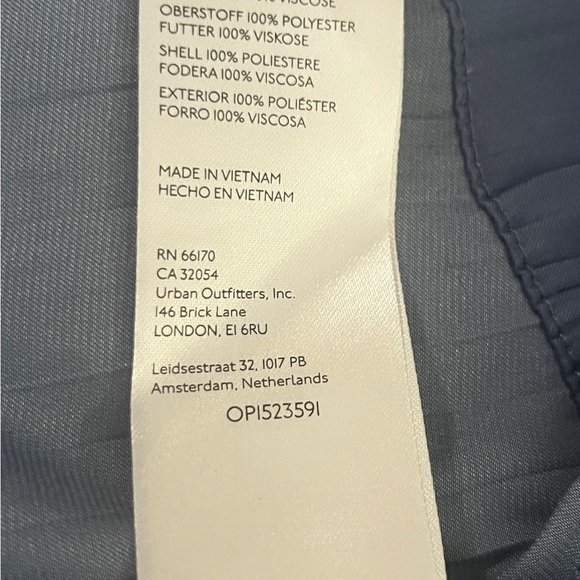 VISCOSE
OBERSTOFF 100% POLYESTER
FUTTER 100% VISKOSE
SHELL 100% POLIESTERE
FODERA 100% VISCOSA
EXTERIOR 100% POLIÉSTER
FORRO 100% VISCOSA
MADE IN VIETNAM
HECHO EN VIETNAM
RN 66170
CA 32054
Urban Outfitters, Inc.
146 Brick Lane
LONDON, E1 6RU
Leidsestraat 32, 1017 PB
Amsterdam, Netherlands
OP1523591